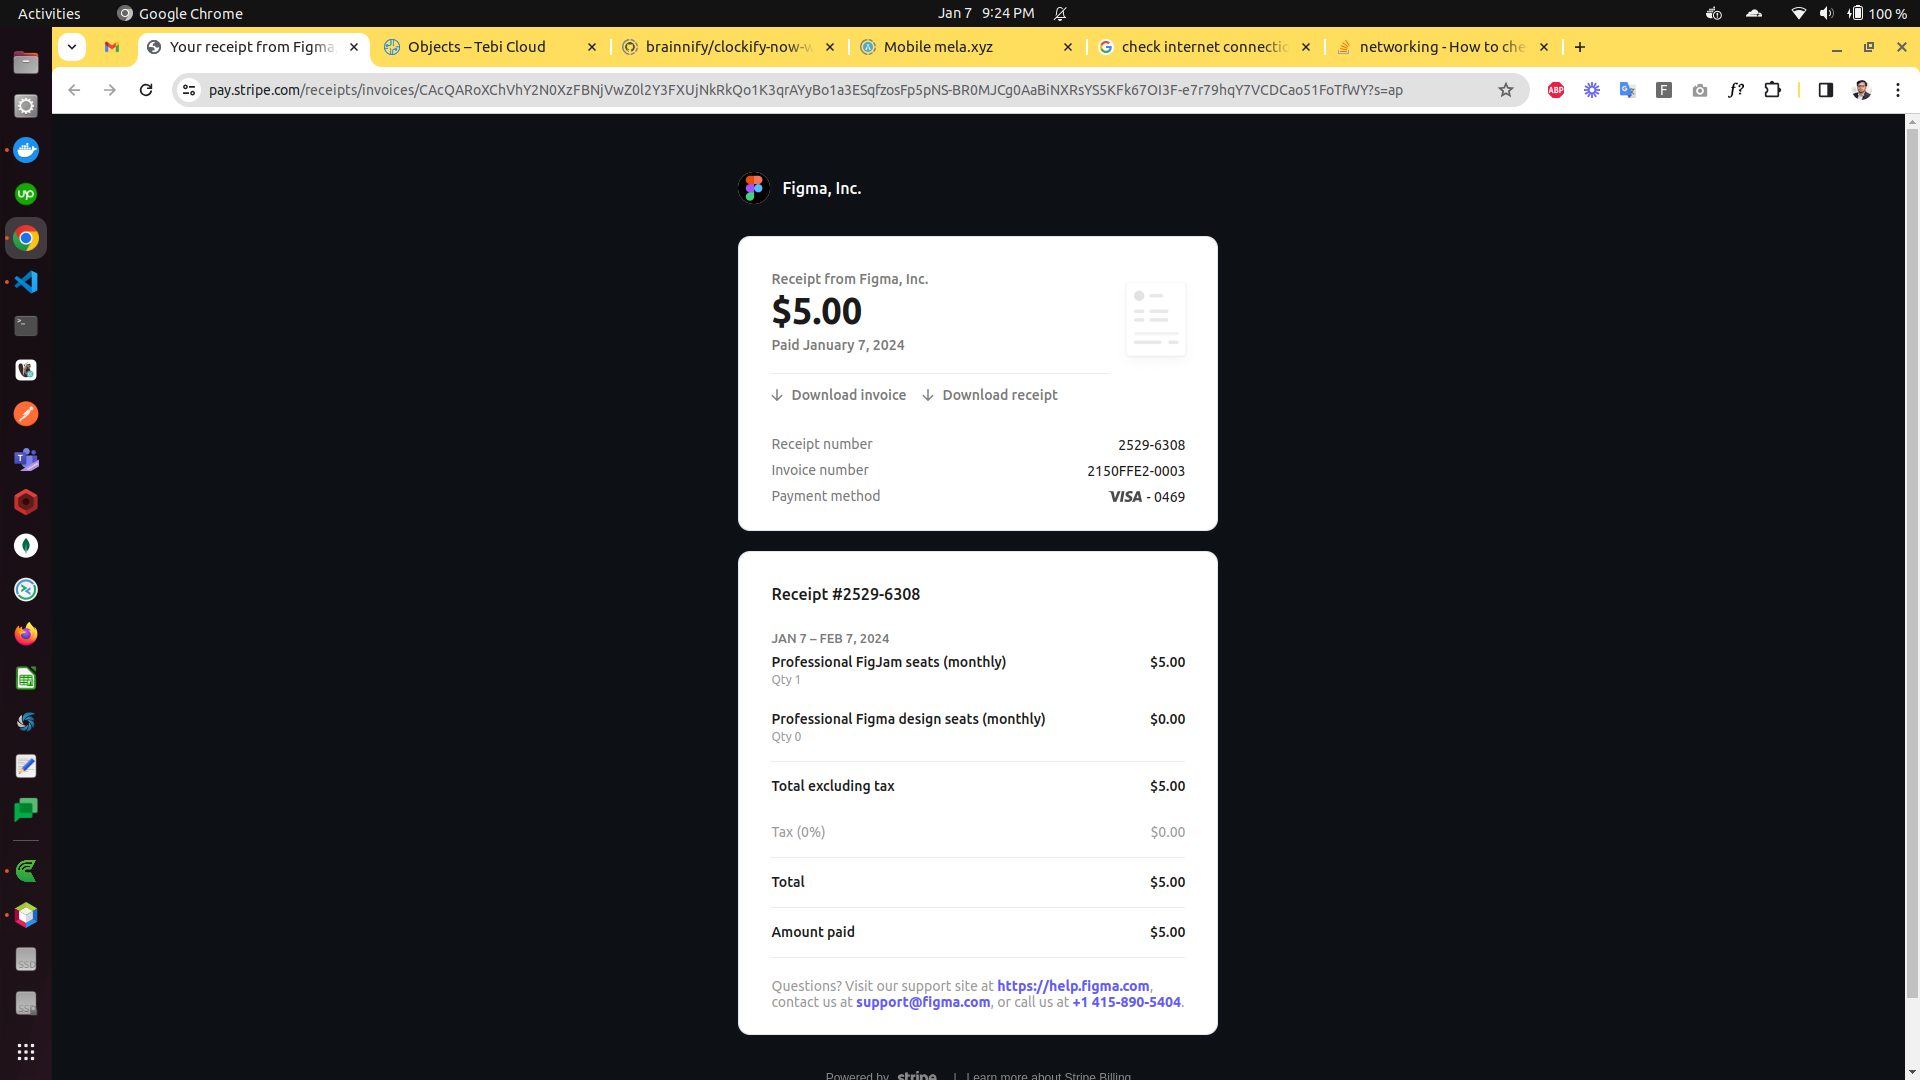 Activities
Google Chrome
Jan 7 9:24 PM
100 %
Your receipt from Figma
Objects – Tebi Cloud
brainnify/clockify-now-w
Mobile mela.xyz
check internet connectio
networking - How to che
pay.stripe.com/receipts/invoices/CAcQARoXChVhY2N0XzFBNjVwZ0l2Y3FXUjNkRkQo1K3qrAYyBo1a3ESqfzosFp5pNS-BR0MJCg0AaBiNXRsYS5KFk67OI3F-e7r79hqY7VCDCao51FoTfWY?s=ap
ABP
F
f?
Figma, Inc.
Receipt from Figma, Inc.
$5.00
Paid January 7, 2024
Download invoice
Download receipt
Receipt number 2529-6308
Invoice number 2150FFE2-0003
Payment method VISA - 0469
Receipt #2529-6308
JAN 7 – FEB 7, 2024
Professional FigJam seats (monthly) $5.00
Qty 1
Professional Figma design seats (monthly) $0.00
Qty 0
Total excluding tax $5.00
Tax (0%) $0.00
Total $5.00
Amount paid $5.00
Questions? Visit our support site at https://help.figma.com,
contact us at support@figma.com, or call us at +1 415-890-5404.
Powered by stripe | Learn more about Stripe Billing